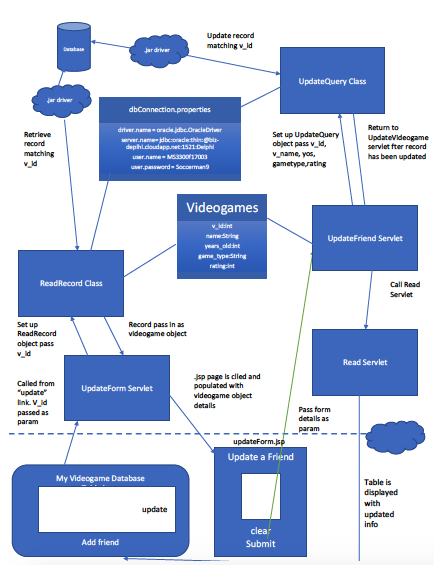 Update record
matching v_id
Database
.jar driver
UpdateQuery Class
.jar driver
dbConnection.properties
driver.name = oracle.jdbc.OracleDriver
server.name= jdbc:oracle:thin:@biz-
delphi.cloudapp.net:1521:Delphi
user.name = MS3300F17003
user.password = Soccerman9
Retrieve
record
matching
v_id
Set up UpdateQuery
object pass v_id,
v_name, yos,
gametype,rating
Return to
UpdateVideogame
servlet fter record
has been updated
Videogames
v_id:int
name:String
years_old:int
game_type:String
rating:int
UpdateFriend Servlet
ReadRecord Class
Call Read
Servlet
Set up
ReadRecord
object pass
v_id
Record pass in as
videogame object
Read Servlet
UpdateForm Servlet
.jsp page is clled and
populated with
videogame object
details
Called from
"update"
link. V_id
passed as
param
Pass form
details as
param
updateForm.jsp
Update a Friend
My Videogame Database
update
Add friend
clear
Submit
Table is
displayed
with
updated
info